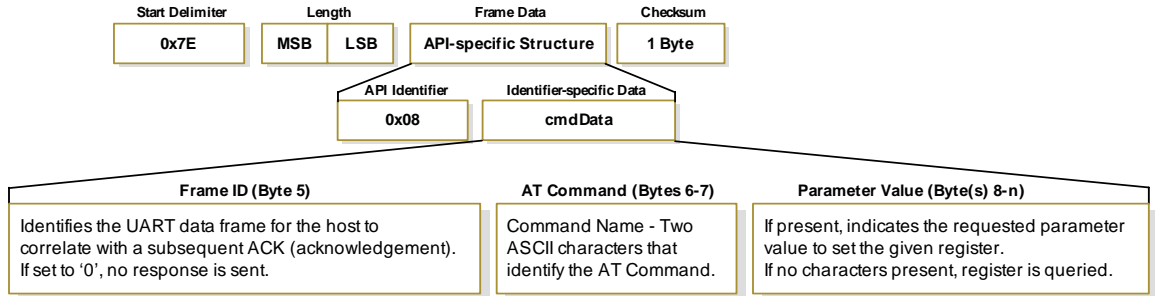 Start Delimiter
Length
Frame Data
Checksum
0x7E
MSB
LSB
API-specific Structure
1 Byte
API Identifier
Identifier-specific Data
0x08
cmdData
Frame ID (Byte 5)
AT Command (Bytes 6-7)
Parameter Value (Byte(s) 8-n)
Identifies the UART data frame for the host to
correlate with a subsequent ACK (acknowledgement).
If set to ‘0’, no response is sent.
Command Name - Two
ASCII characters that
identify the AT Command.
If present, indicates the requested parameter
value to set the given register.
If no characters present, register is queried.